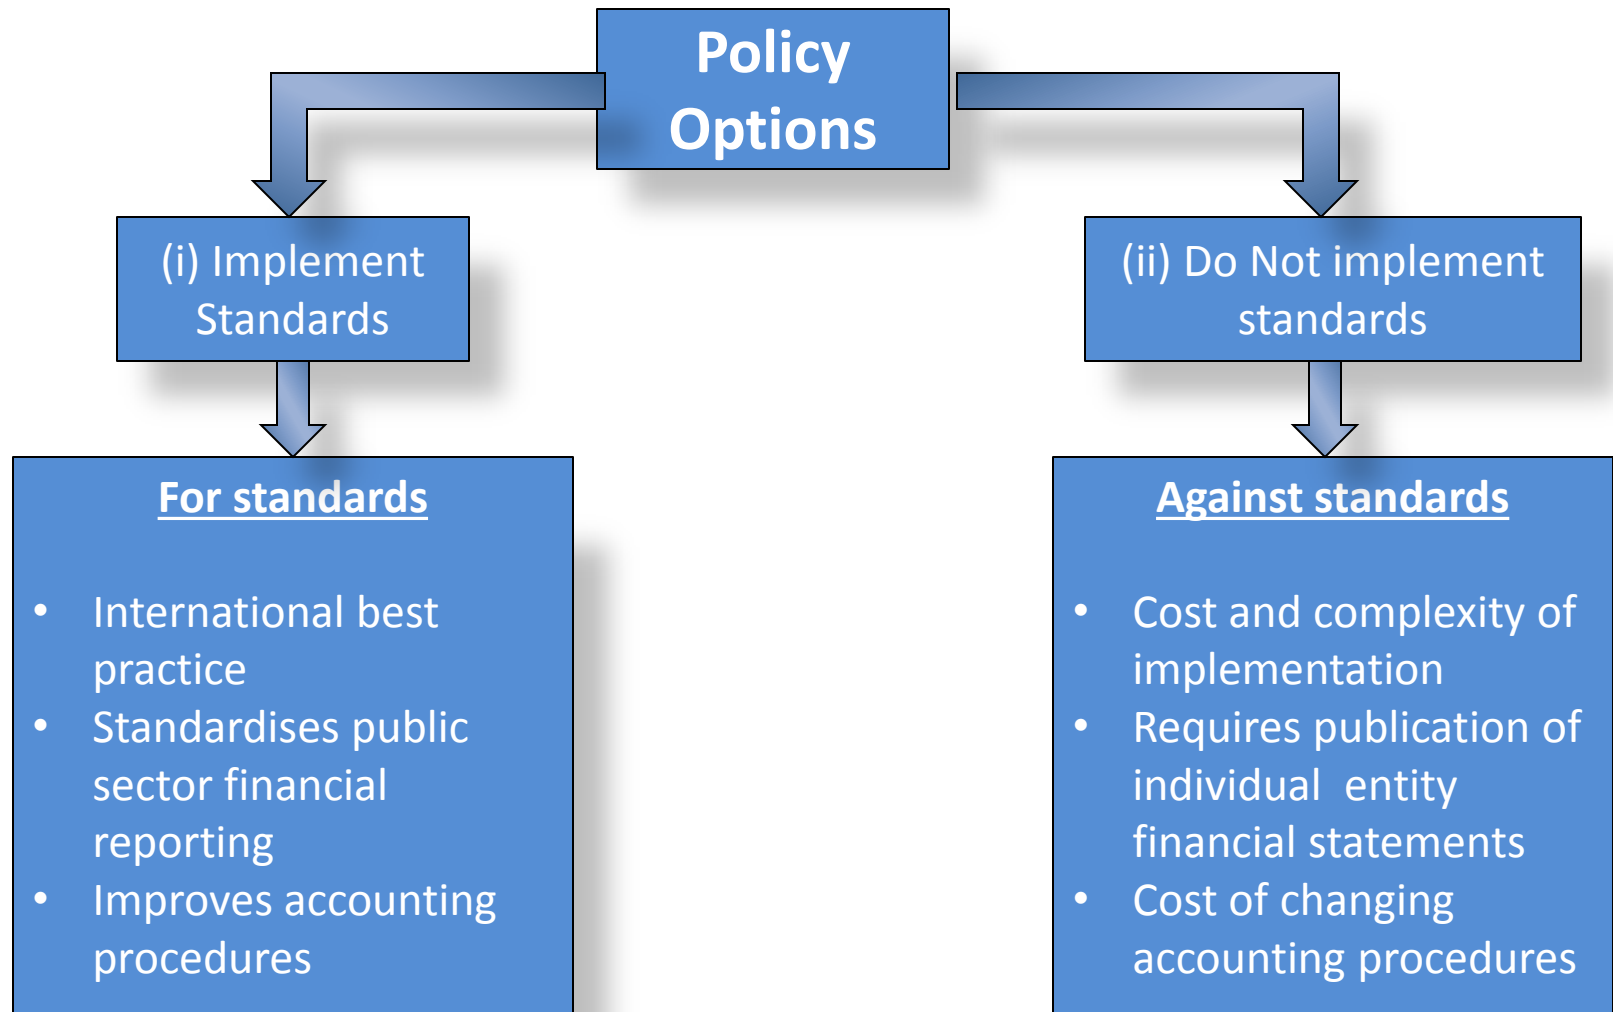 Policy
Options
(i) Implement
Standards
(ii) Do Not implement
standards
For standards
• International best
practice
• Standardises public
sector financial
reporting
• Improves accounting
procedures
Against standards
• Cost and complexity of
implementation
• Requires publication of
individual  entity
financial statements
• Cost of changing
accounting procedures